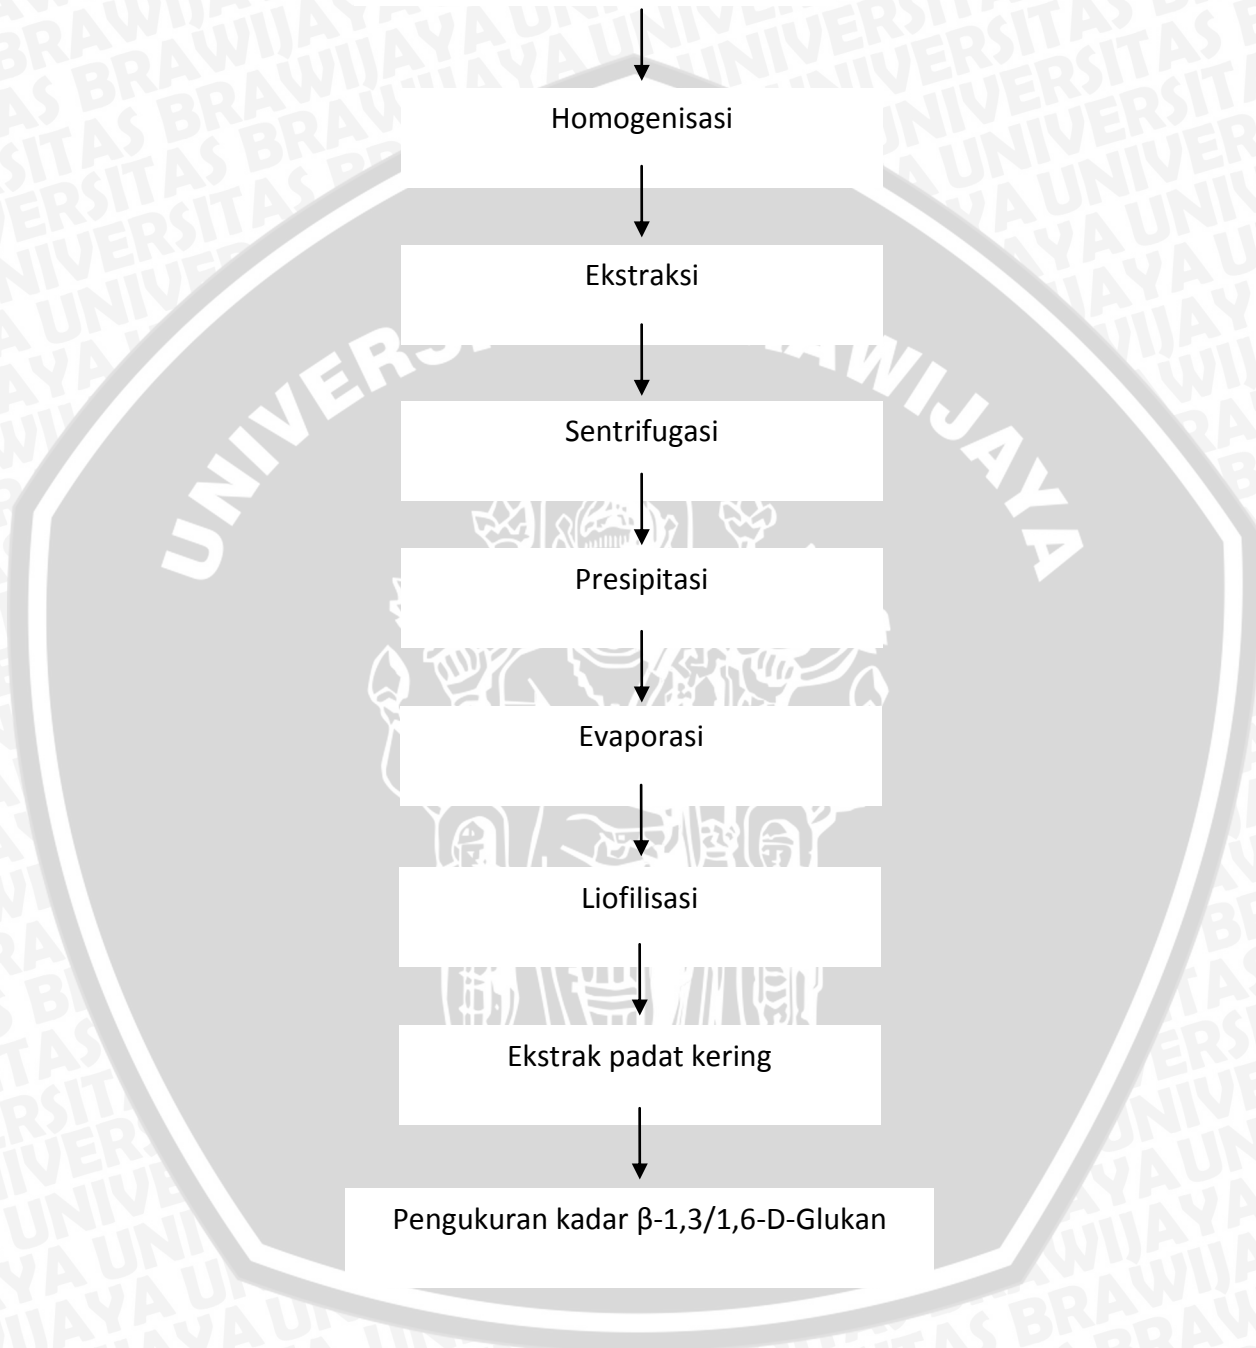 Homogenisasi
Ekstraksi
Sentrifugasi
Presipitasi
Evaporasi
Liofilisasi
Ekstrak padat kering
Pengukuran kadar β-1,3/1,6-D-Glukan